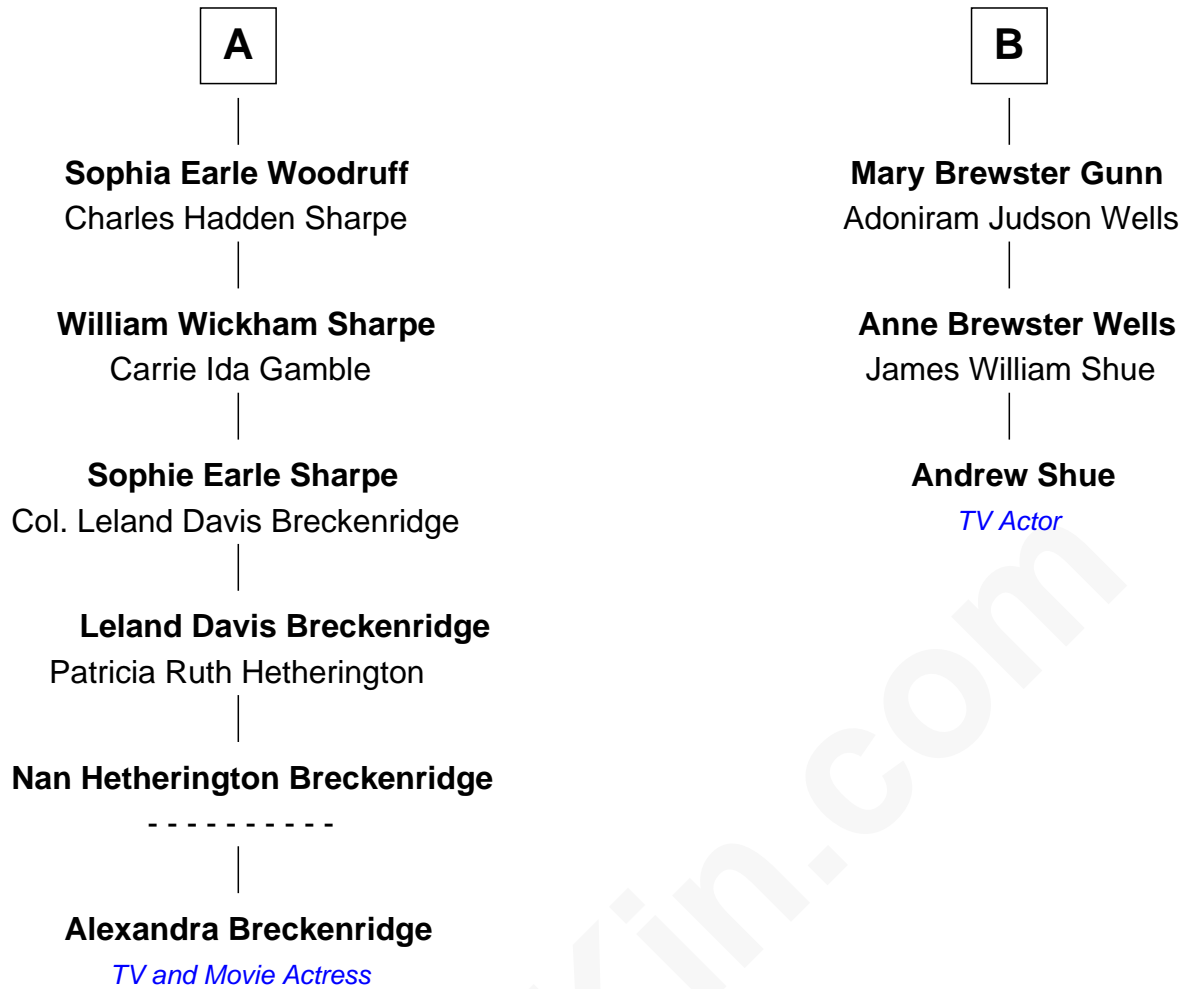 A
Sophia Earle Woodruff
Charles Hadden Sharpe
William Wickham Sharpe
Carrie Ida Gamble
Sophie Earle Sharpe
Col. Leland Davis Breckenridge
Leland Davis Breckenridge
Patricia Ruth Hetherington
Nan Hetherington Breckenridge
- - - - - - - - - -
Alexandra Breckenridge
TV and Movie Actress
B
Mary Brewster Gunn
Adoniram Judson Wells
Anne Brewster Wells
James William Shue
Andrew Shue
TV Actor
Kin.com